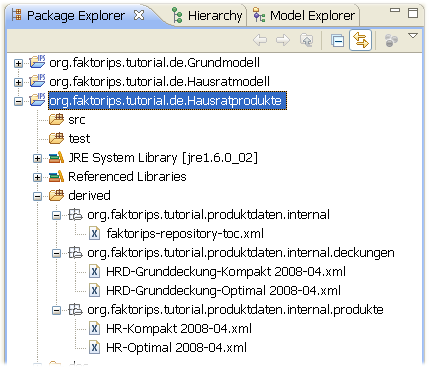 Package Explorer Hierarchy Model Explorer
org.faktorips.tutorial.de.Grundmodell
org.faktorips.tutorial.de.Hausratmodell
org.faktorips.tutorial.de.Hausratprodukte
src
test
JRE System Library [jre1.6.0_02]
Referenced Libraries
derived
org.faktorips.tutorial.produktdaten.internal
faktorips-repository-toc.xml
org.faktorips.tutorial.produktdaten.internal.deckungen
HRD-Grunddeckung-Kompakt 2008-04.xml
HRD-Grunddeckung-Optimal 2008-04.xml
org.faktorips.tutorial.produktdaten.internal.produkte
HR-Kompakt 2008-04.xml
HR-Optimal 2008-04.xml